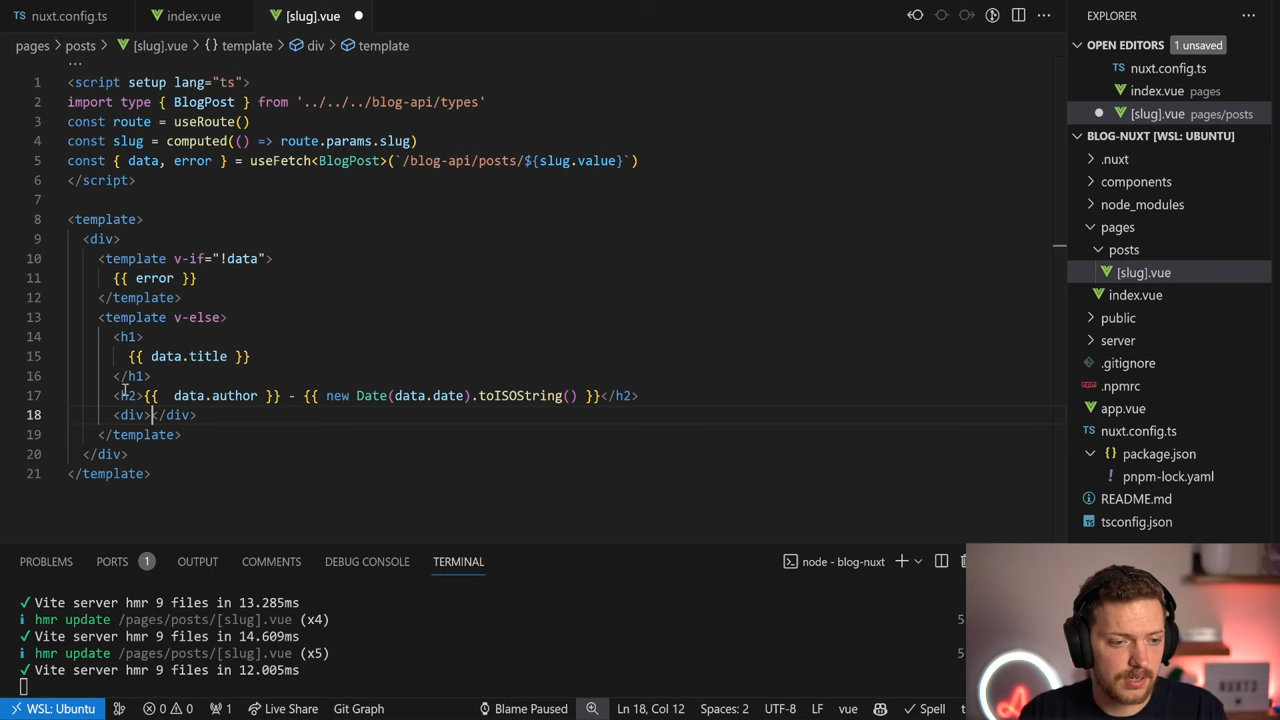 TS nuxt.config.ts
index.vue
[slug].vue
pages > posts > [slug].vue > {} template > div > template
...
1 <script setup lang="ts">
2 import type { BlogPost } from '../../../blog-api/types'
3 const route = useRoute()
4 const slug = computed(() => route.params.slug)
5 const { data, error } = useFetch<BlogPost>(`/blog-api/posts/${slug.value}`)
6 </script>
7
8 <template>
9 <div>
10 <template v-if="!data">
11 {{ error }}
12 </template>
13 <template v-else>
14 <h1>
15 {{ data.title }}
16 </h1>
17 <h2>{{  data.author }} - {{ new Date(data.date).toISOString() }}</h2>
18 <div></div>
19 </template>
20 </div>
21 </template>
PROBLEMS
PORTS 1
OUTPUT
COMMENTS
DEBUG CONSOLE
TERMINAL
node - blog-nuxt
✓ Vite server hmr 9 files in 13.285ms
ℹ hmr update /pages/posts/[slug].vue (x4) 5
✓ Vite server hmr 9 files in 14.609ms
ℹ hmr update /pages/posts/[slug].vue (x5) 5
✓ Vite server hmr 9 files in 12.005ms
EXPLORER
OPEN EDITORS 1 unsaved
TS nuxt.config.ts
index.vue pages
[slug].vue pages/posts
BLOG-NUXT [WSL: UBUNTU]
.nuxt
components
node_modules
pages
posts
[slug].vue
index.vue
public
server
.gitignore
.npmrc
app.vue
TS nuxt.config.ts
{} package.json
! pnpm-lock.yaml
README.md
tsconfig.json
NUXT3
WSL: Ubuntu
0 0
1
Live Share
Git Graph
Blame Paused
Ln 18, Col 12
Spaces: 2
UTF-8
LF
vue
Spell